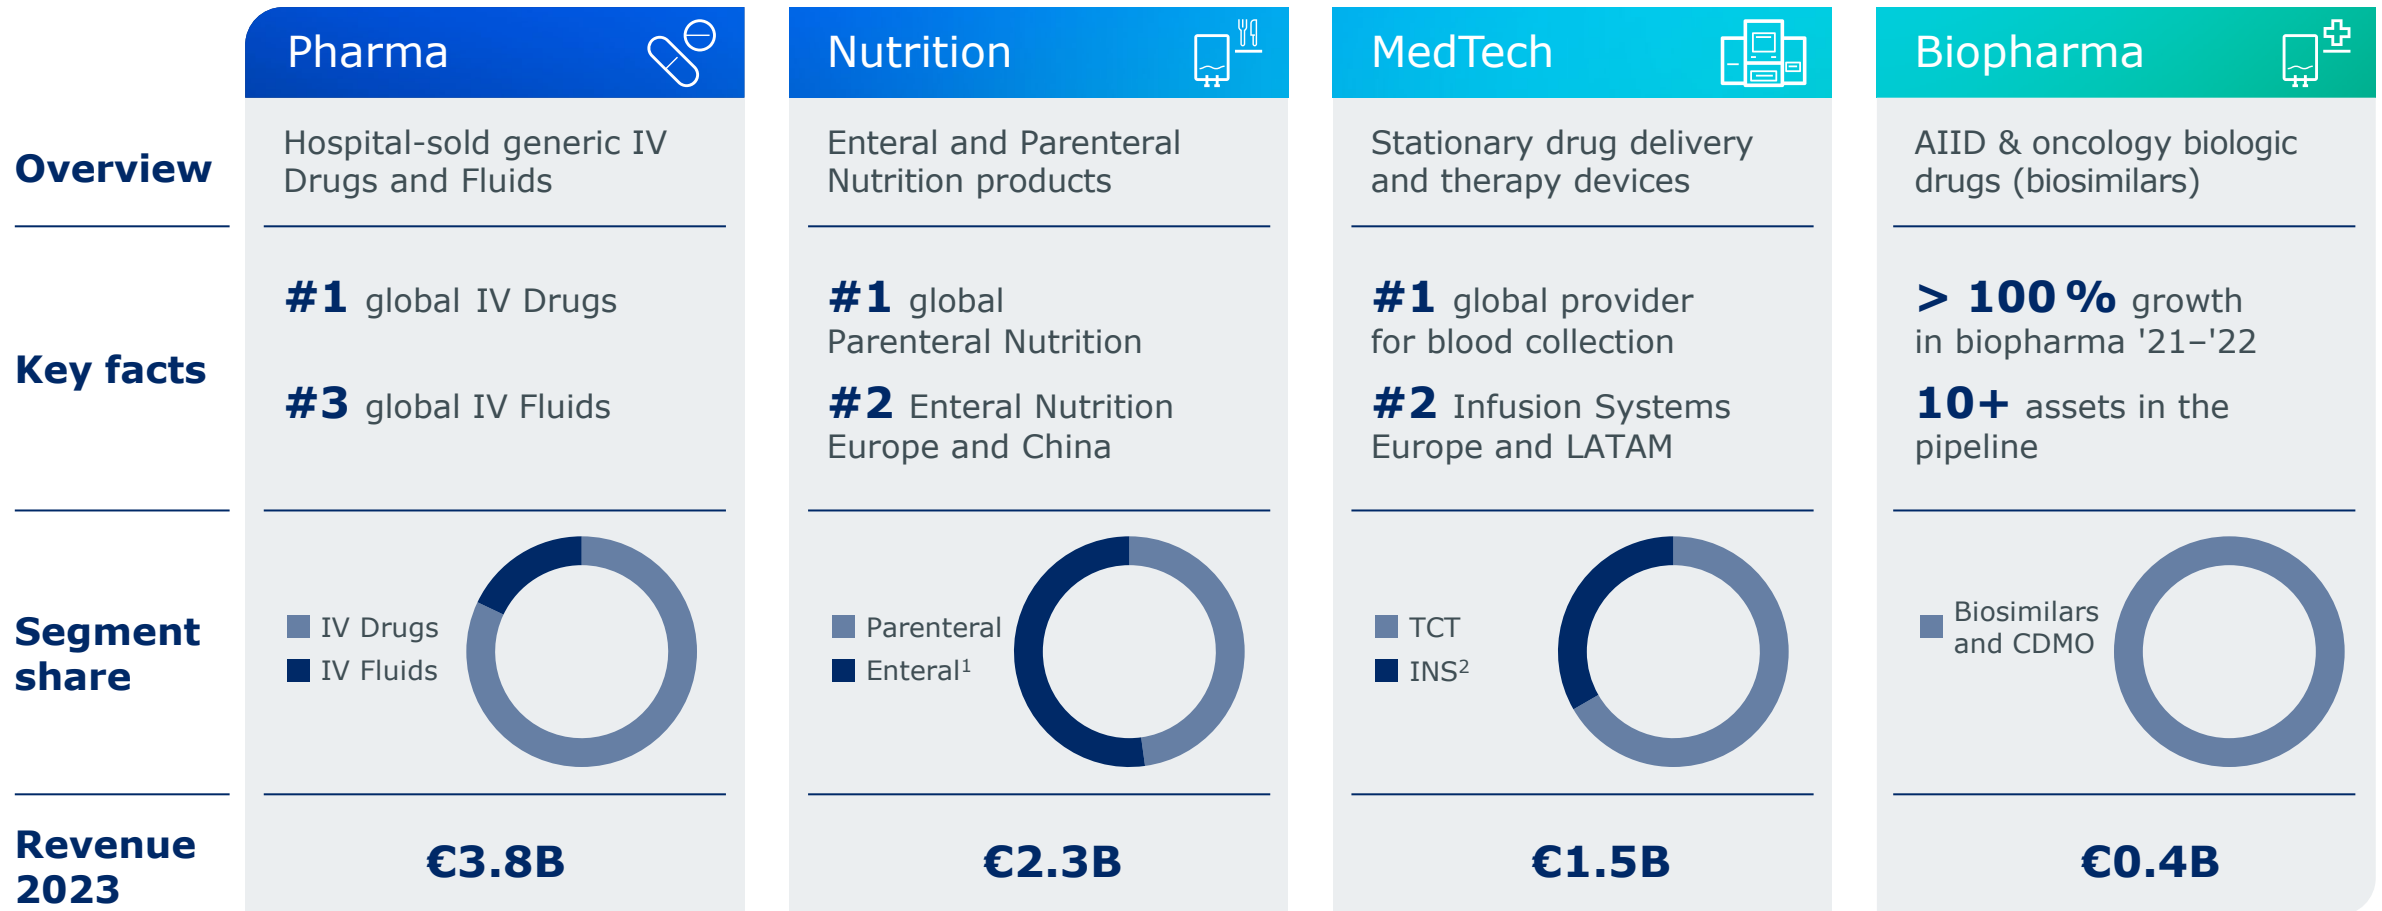 Pharma
Nutrition
MedTech
Biopharma
Overview
Hospital-sold generic IV
Drugs and Fluids
Enteral and Parenteral
Nutrition products
Stationary drug delivery
and therapy devices
AIID & oncology biologic
drugs (biosimilars)
Key facts
#1 global IV Drugs
#3 global IV Fluids
#1 global
Parenteral Nutrition
#2 Enteral Nutrition
Europe and China
#1 global provider
for blood collection
#2 Infusion Systems
Europe and LATAM
> 100 % growth
in biopharma '21–'22
10+ assets in the
pipeline
Segment
share
IV Drugs
IV Fluids
Parenteral
Enteral¹
TCT
INS²
Biosimilars
and CDMO
Revenue
2023
€3.8B
€2.3B
€1.5B
€0.4B